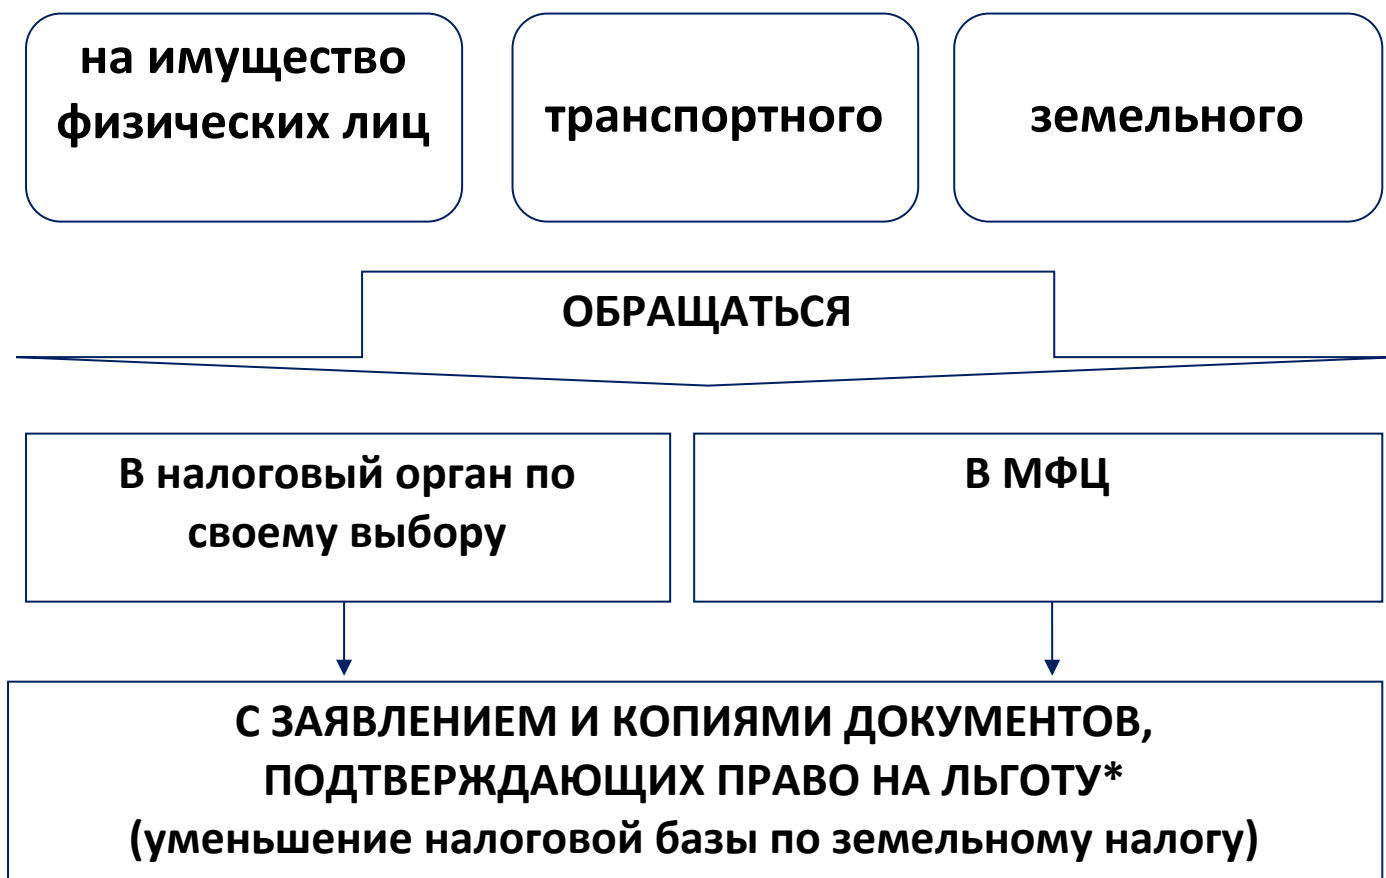 на имущество
физических лиц
транспортного
земельного
ОБРАЩАТЬСЯ
В налоговый орган по
своему выбору
В МФЦ
С ЗАЯВЛЕНИЕМ И КОПИЯМИ ДОКУМЕНТОВ,
ПОДТВЕРЖДАЮЩИХ ПРАВО НА ЛЬГОТУ*
(уменьшение налоговой базы по земельному налогу)